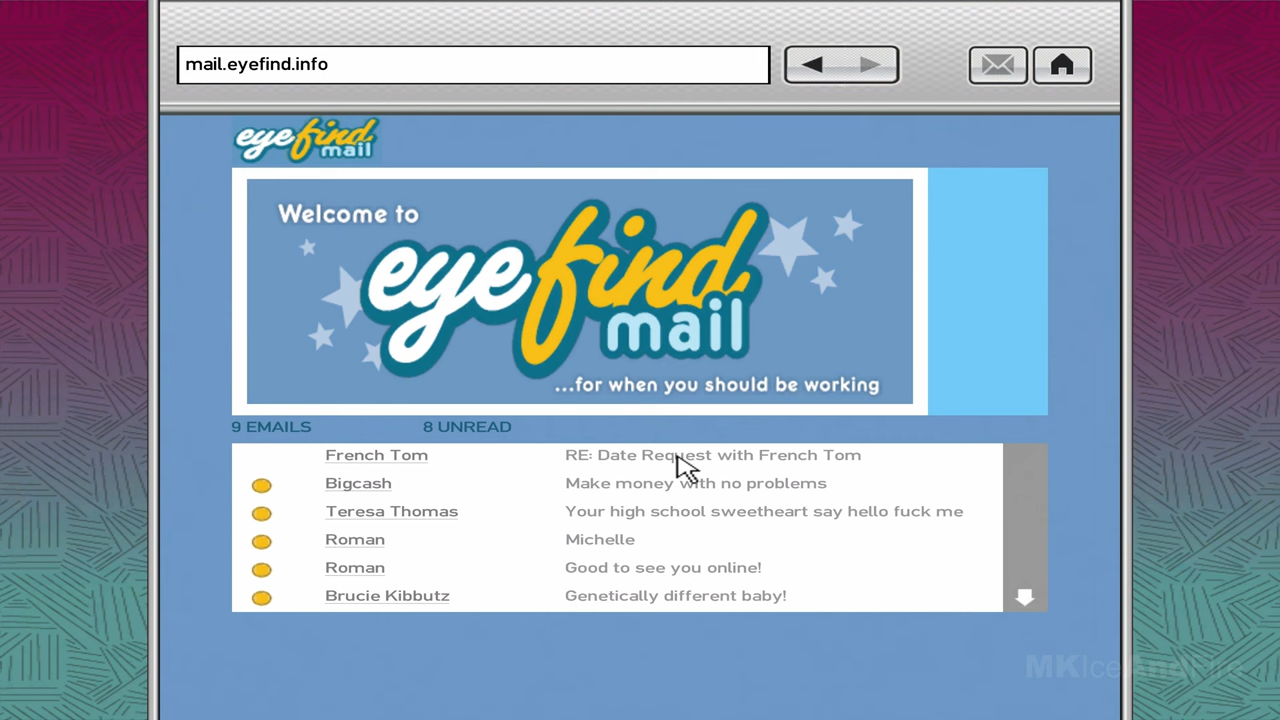 mail.eyefind.info
eyefind
mail
Welcome to
eyefind
mail
...for when you should be working
9 EMAILS 8 UNREAD
French Tom RE: Date Request with French Tom
Bigcash Make money with no problems
Teresa Thomas Your high school sweetheart say hello fuck me
Roman Michelle
Roman Good to see you online!
Brucie Kibbutz Genetically different baby!
MKIceAndFire